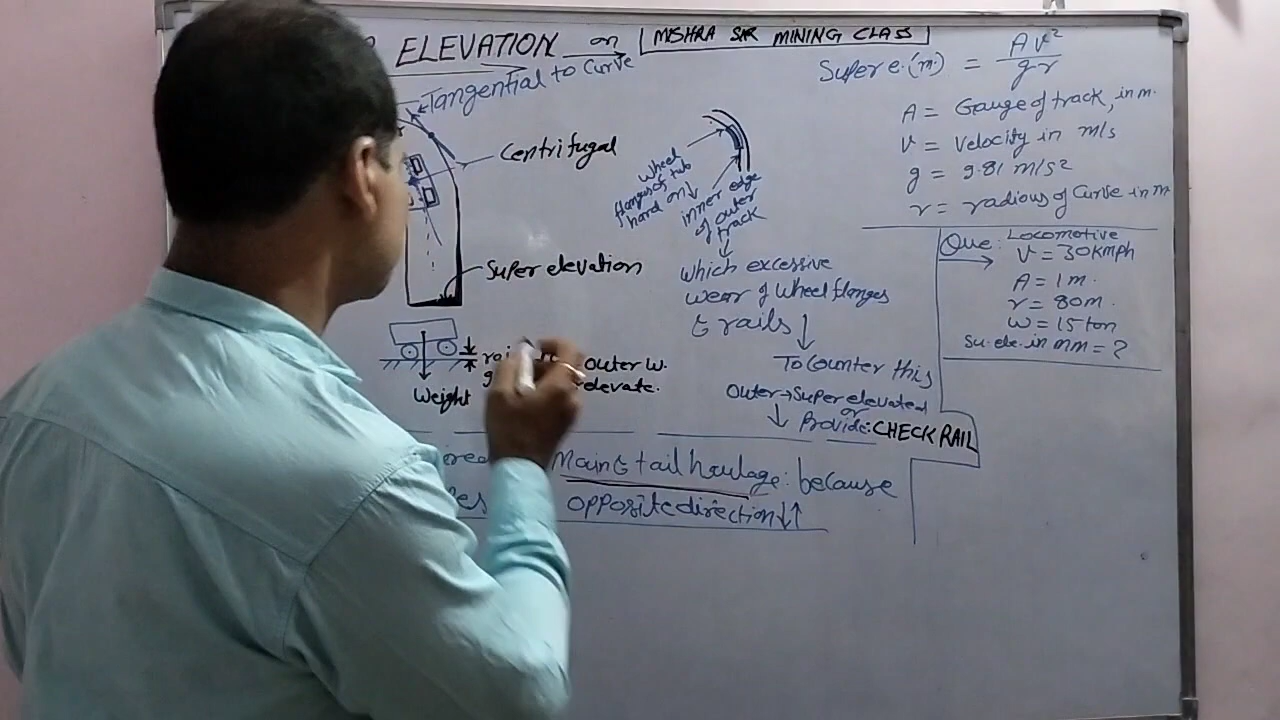 ELEVATION on
MISHRA SIR MINING CLASS
Tangential to Curve
Centrifugal
Super elevation
Outer W.
elevate.
Weight
Wheel
flanges of tub
hard on
inner edge
of outer
track
which excessive
wear of wheel flanges
& rails
To counter this
Outer → Super elevated
or
Provide: CHECK RAIL
Main & tail haulage: because
opposite direction ↓↑
Super e. (m.) = A v² / g r
A = Gauge of track, in m.
v = Velocity in m/s
g = 9.81 m/s²
r = radious of Curve in m
Que: Locomotive
V = 30 KMPH
A = 1 m.
r = 80 m.
w = 15 ton
Su. ele. in mm = ?